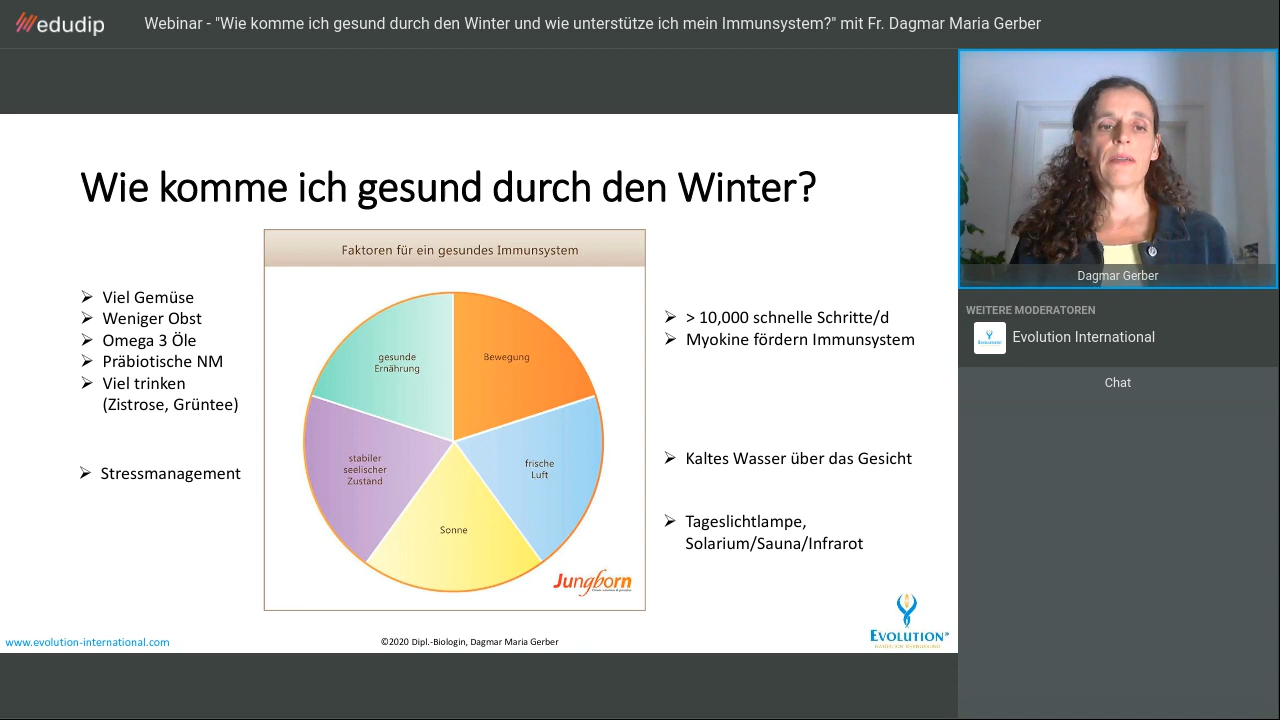 edudip
Webinar - "Wie komme ich gesund durch den Winter und wie unterstütze ich mein Immunsystem?" mit Fr. Dagmar Maria Gerber
Wie komme ich gesund durch den Winter?
Faktoren für ein gesundes Immunsystem
Viel Gemüse
Weniger Obst
Omega 3 Öle
Präbiotische NM
Viel trinken
(Zistrose, Grüntee)
Stressmanagement
gesunde
Ernährung
Bewegung
stabiler
seelischer
Zustand
frische
Luft
Sonne
Jungborn
> 10,000 schnelle Schritte/d
Myokine fördern Immunsystem
Kaltes Wasser über das Gesicht
Tageslichtlampe,
Solarium/Sauna/Infrarot
www.evolution-international.com
©2020 Dipl.-Biologin, Dagmar Maria Gerber
EVOLUTION®
Dagmar Gerber
WEITERE MODERATOREN
Evolution International
Chat